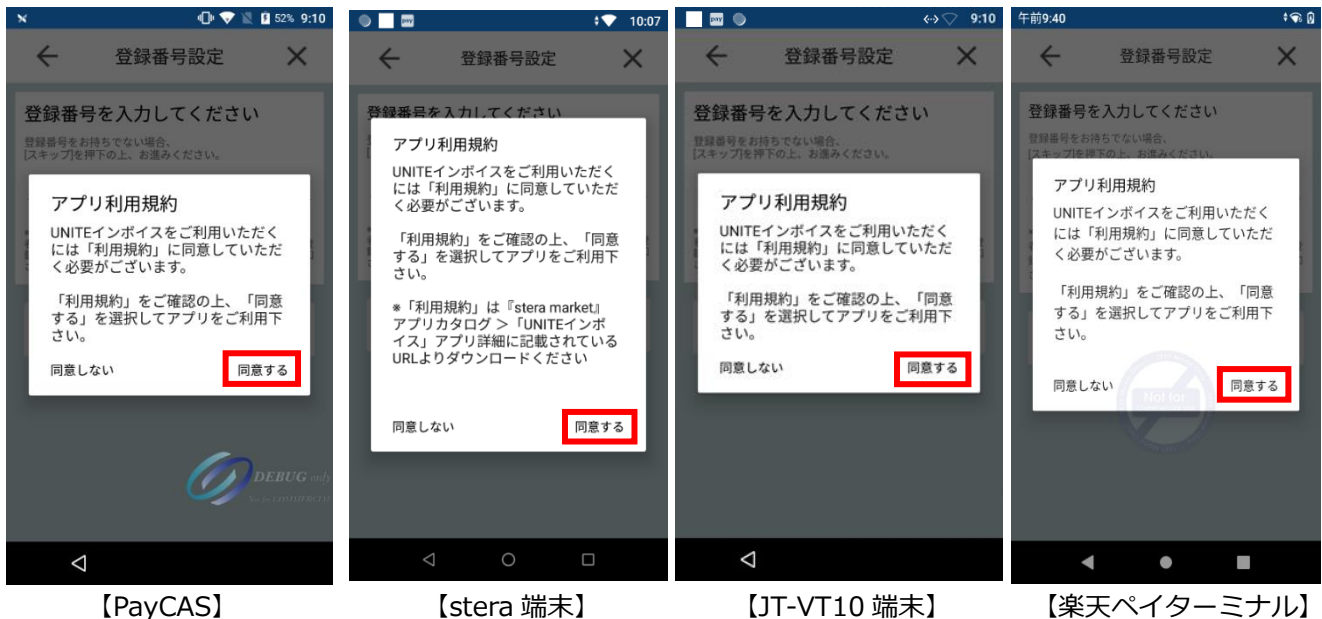 52% 9:10
登録番号設定
登録番号を入力してください
登録番号をお持ちでない場合、
[スキップ]を押下の上、お進みください。
アプリ利用規約
UNITEインボイスをご利用いただく
には「利用規約」に同意していただ
く必要がございます。
「利用規約」をご確認の上、「同意
する」を選択してアプリをご利用下
さい。
同意しない
同意する
DEBUG only
【PayCAS】
pay
10:07
登録番号設定
登録番号を入力してください
アプリ利用規約
UNITEインボイスをご利用いただく
には「利用規約」に同意していただ
く必要がございます。
「利用規約」をご確認の上、「同意
する」を選択してアプリをご利用下
さい。
※「利用規約」は『stera market』
アプリカタログ >「UNITEインボ
イス」アプリ詳細に記載されている
URLよりダウンロードください
同意しない
同意する
【stera 端末】
pay
9:10
登録番号設定
登録番号を入力してください
登録番号をお持ちでない場合、
[スキップ]を押下の上、お進みください。
アプリ利用規約
UNITEインボイスをご利用いただく
には「利用規約」に同意していただ
く必要がございます。
「利用規約」をご確認の上、「同意
する」を選択してアプリをご利用下
さい。
同意しない
同意する
【JT-VT10 端末】
午前9:40
登録番号設定
登録番号を入力してください
登録番号をお持ちでない場合、
[スキップ]を押下の上、お進みください。
アプリ利用規約
UNITEインボイスをご利用いただく
には「利用規約」に同意していただ
く必要がございます。
「利用規約」をご確認の上、「同意
する」を選択してアプリをご利用下
さい。
同意しない
Not for
同意する
【楽天ペイターミナル】